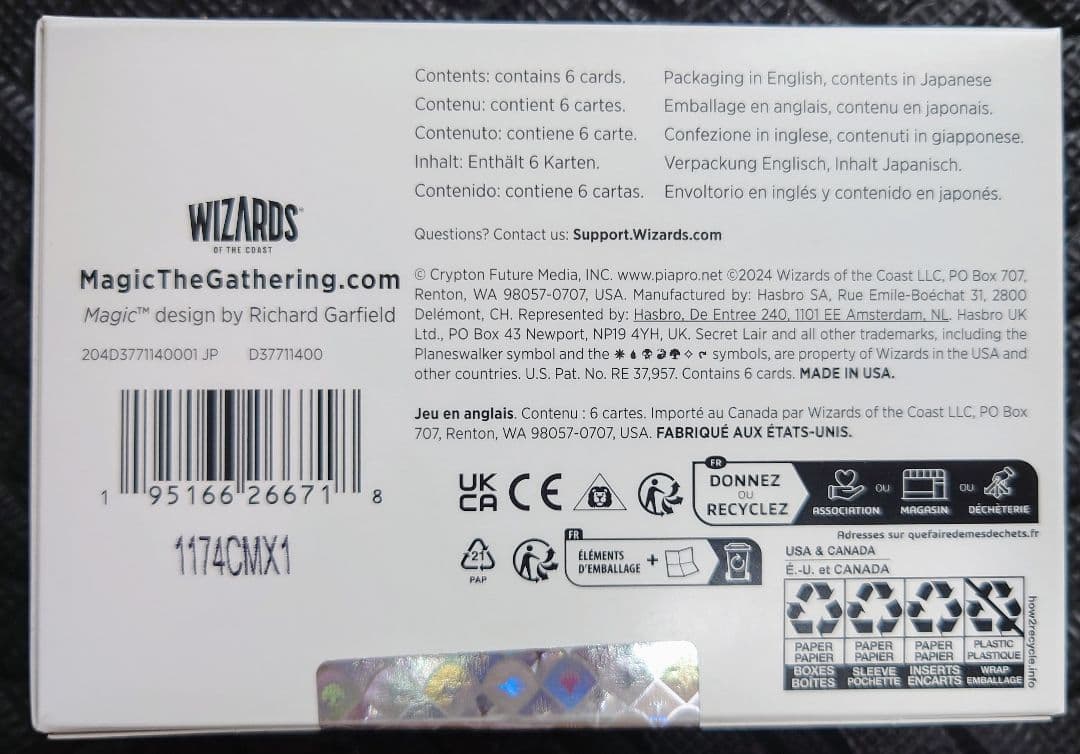 Contents: contains 6 cards.
Contenu: contient 6 cartes.
Contenuto: contiene 6 carte.
Inhalt: Enthält 6 Karten.
Contenido: contiene 6 cartas.
Packaging in English, contents in Japanese
Emballage en anglais, contenu en japonais.
Confezione in inglese, contenuti in giapponese.
Verpackung Englisch, Inhalt Japanisch.
Envoltorio en inglés y contenido en japonés.
Questions? Contact us: Support.Wizards.com
WIZARDS™
OF THE COAST
MagicTheGathering.com
Magic™ design by Richard Garfield
204D3771140001 JP D37711400
1 95166 26671 8
1174CMX1
© Crypton Future Media, INC. www.piapro.net ©2024 Wizards of the Coast LLC, PO Box 707,
Renton, WA 98057-0707, USA. Manufactured by: Hasbro SA, Rue Emile-Boéchat 31, 2800
Delémont, CH. Represented by: Hasbro, De Entree 240, 1101 EE Amsterdam, NL. Hasbro UK
Ltd., PO Box 43 Newport, NP19 4YH, UK. Secret Lair and all other trademarks, including the
Planeswalker symbol and the symbols, are property of Wizards in the USA and
other countries. U.S. Pat. No. RE 37,957. Contains 6 cards. MADE IN USA.
Jeu en anglais. Contenu : 6 cartes. Importé au Canada par Wizards of the Coast LLC, PO Box
707, Renton, WA 98057-0707, USA. FABRIQUÉ AUX ÉTATS-UNIS.
UK
CA
CE
FR
DONNEZ
OU
RECYCLEZ
ASSOCIATION
OU
MAGASIN
OU
DÉCHÈTERIE
Adresses sur quefairedemesdechets.fr
21
PAP
FR
ÉLÉMENTS
D'EMBALLAGE
+
USA & CANADA
É.-U. et CANADA
PAPER
PAPIER
BOXES
BOÎTES
PAPER
PAPIER
SLEEVE
POCHETTE
PAPER
PAPIER
INSERTS
ENCARTS
PLASTIC
PLASTIQUE
WRAP
EMBALLAGE
how2recycle.info